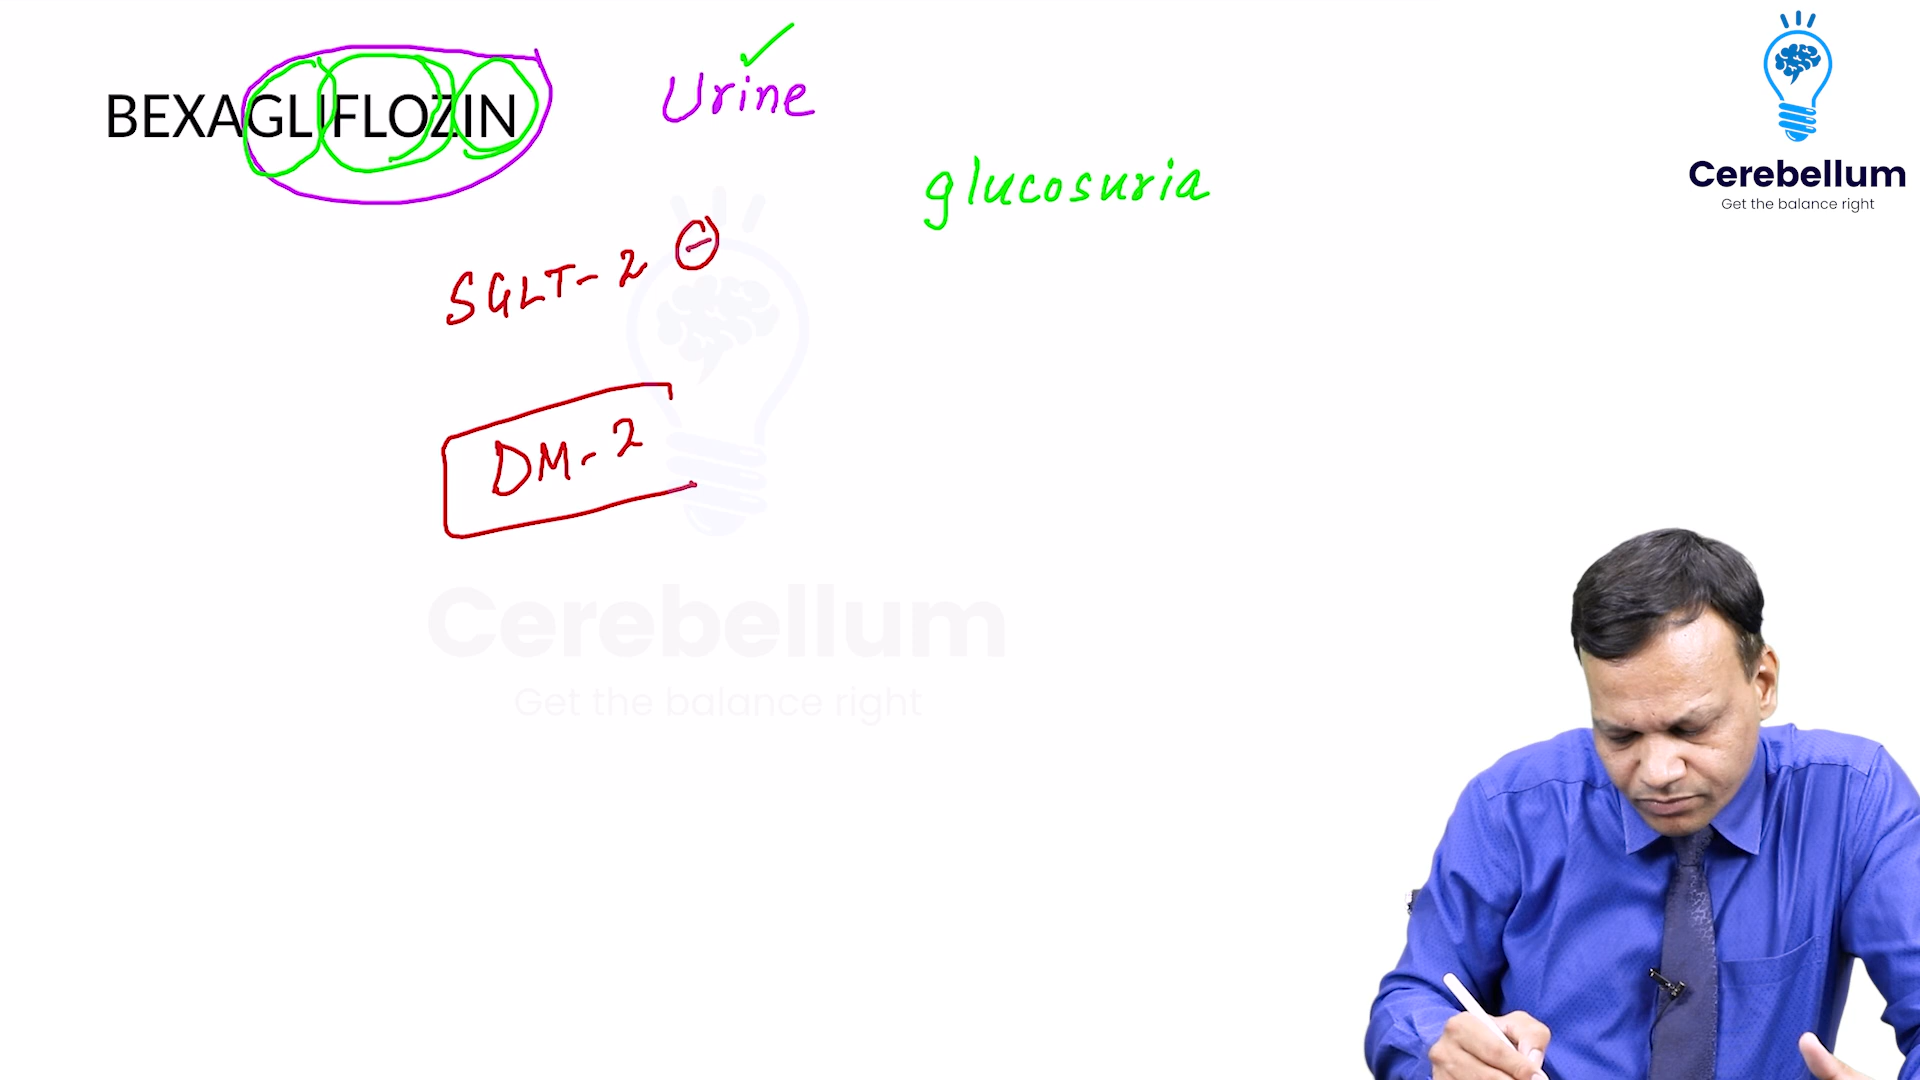 BEXAGLIFLOZIN
Urine
glucosuria
SGLT-2 ⊖
DM-2
Cerebellum
Get the balance right
Cerebellum
Get the balance right